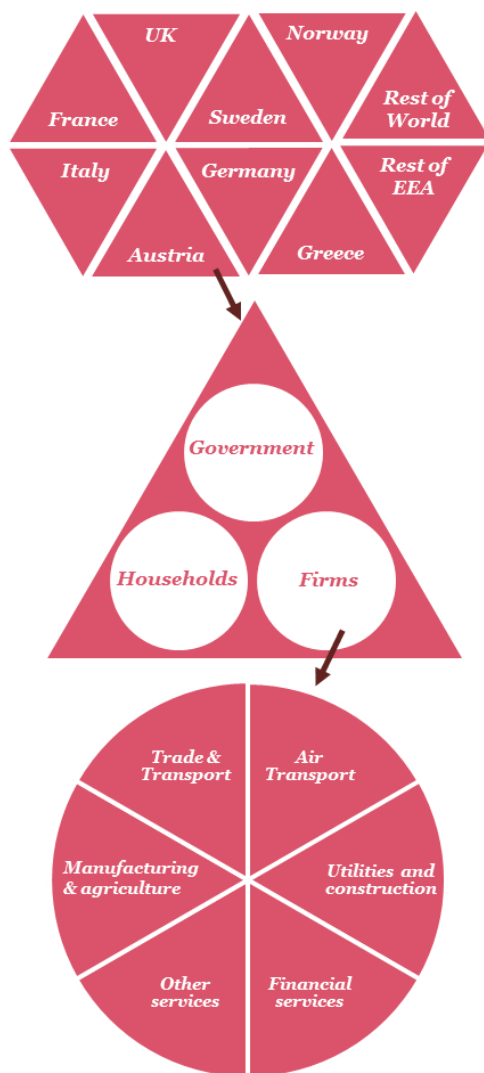 UK
Norway
France
Sweden
Rest of
World
Italy
Germany
Rest of
EEA
Austria
Greece
Government
Households
Firms
Trade &
Transport
Air
Transport
Manufacturing
& agriculture
Utilities and
construction
Other
services
Financial
services